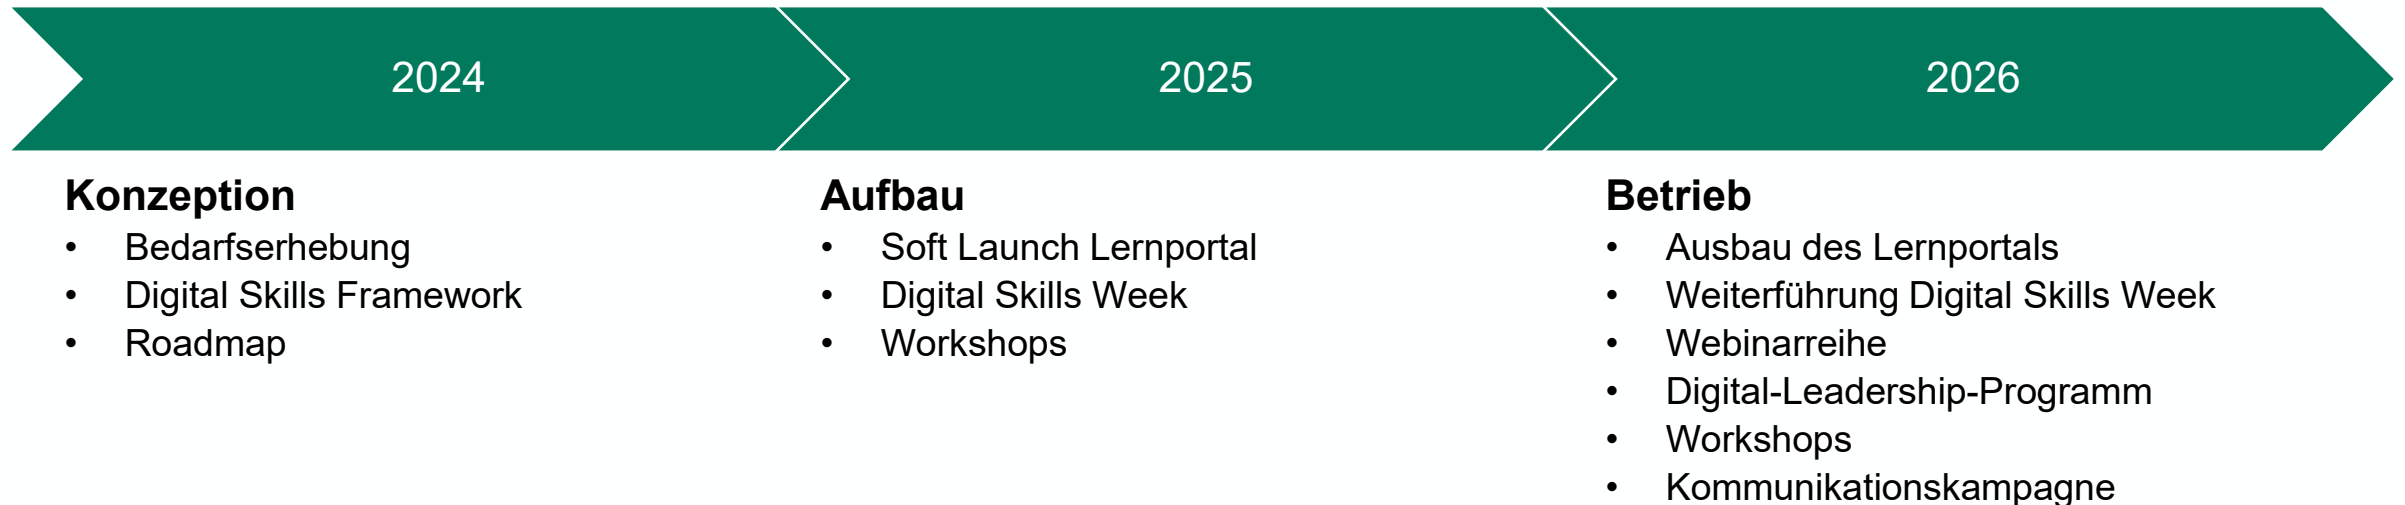 2024
2025
2026
Konzeption
• Bedarfserhebung
• Digital Skills Framework
• Roadmap
Aufbau
• Soft Launch Lernportal
• Digital Skills Week
• Workshops
Betrieb
• Ausbau des Lernportals
• Weiterführung Digital Skills Week
• Webinarreihe
• Digital-Leadership-Programm
• Workshops
• Kommunikationskampagne